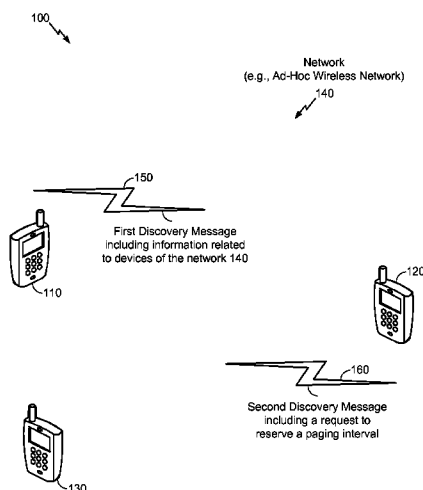 100
Network
(e.g., Ad-Hoc Wireless Network)
140
150
First Discovery Message
including information related
to devices of the network 140
110
120
160
Second Discovery Message
including a request to
reserve a paging interval
130